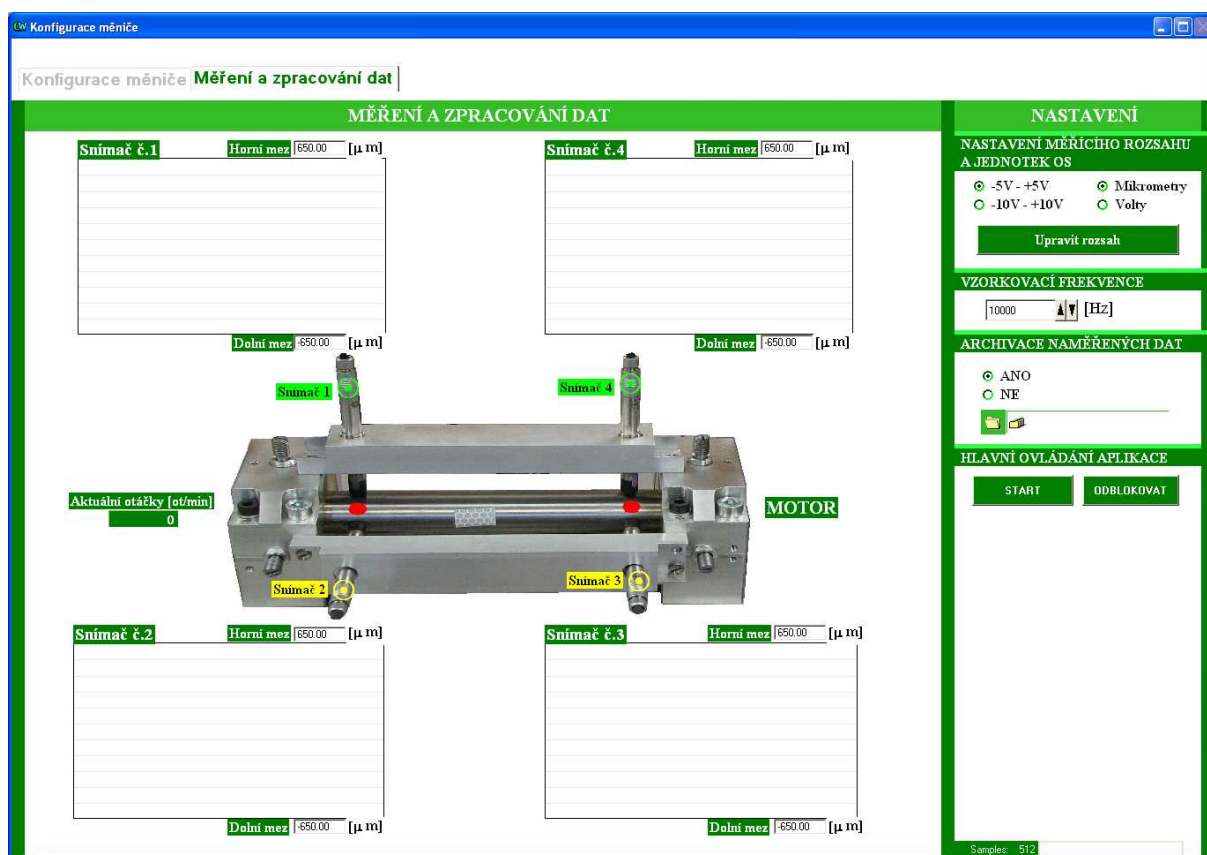 Konfigurace měniče
Konfigurace měniče Měření a zpracování dat
MĚŘENÍ A ZPRACOVÁNÍ DAT
Snímač č.1 Horní mez 650.00 [µ m]
Dolní mez -650.00 [µ m]
Snímač č.4 Horní mez 650.00 [µ m]
Dolní mez -650.00 [µ m]
Snímač 1
Snímač 4
Aktuální otáčky [ot/min]
0
MOTOR
Snímač 2
Snímač 3
Snímač č.2 Horní mez 650.00 [µ m]
Dolní mez -650.00 [µ m]
Snímač č.3 Horní mez 650.00 [µ m]
Dolní mez -650.00 [µ m]
NASTAVENÍ
NASTAVENÍ MĚŘÍCÍHO ROZSAHU
A JEDNOTEK OS
-5V - +5V Mikrometry
-10V - +10V Volty
Upravit rozsah
VZORKOVACÍ FREKVENCE
10000 [Hz]
ARCHIVACE NAMĚŘENÝCH DAT
ANO
NE
HLAVNÍ OVLÁDÁNÍ APLIKACE
START ODBLOKOVAT
Samples: 512